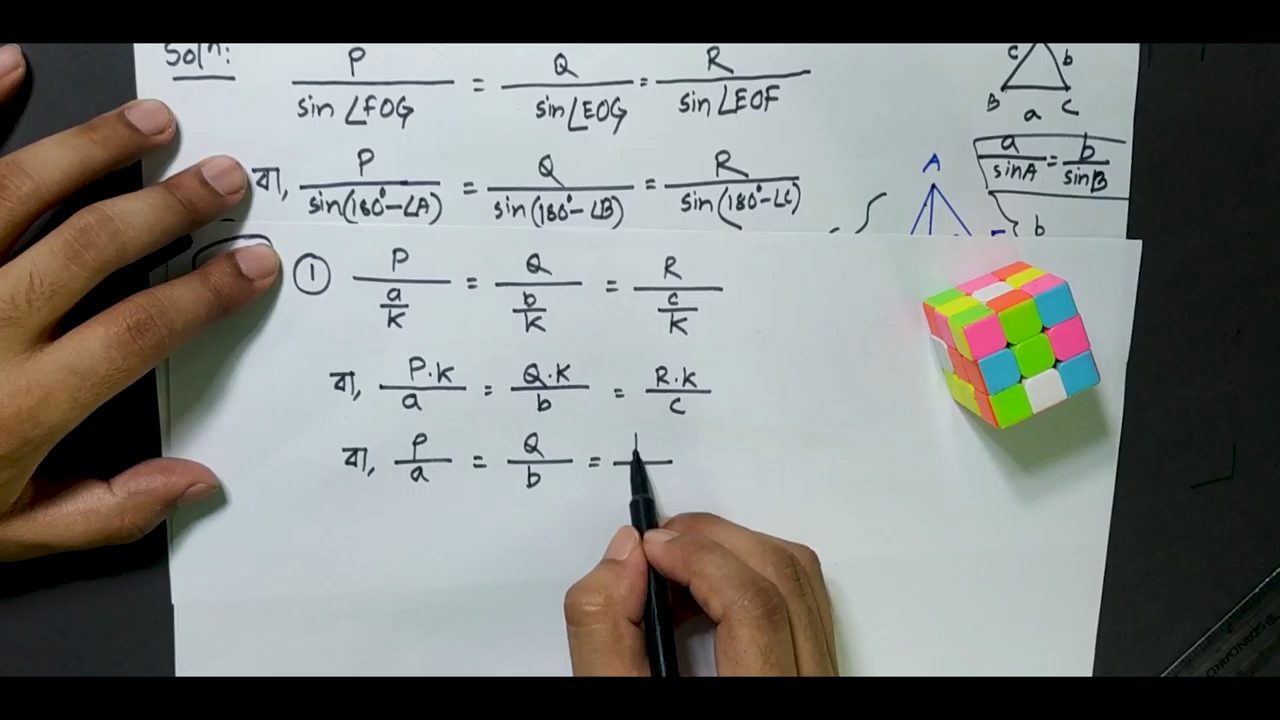 Soln:
P/sin∠FOG = Q/sin∠EOG = R/sin∠EOF
বা, P/sin(180°-∠A) = Q/sin(180°-∠B) = R/sin(180°-∠C)
① P/(a/K) = Q/(b/K) = R/(c/K)
বা, P.K/a = Q.K/b = R.K/c
বা, P/a = Q/b =
c b
B a C
a/sinA = b/sinB
A
b